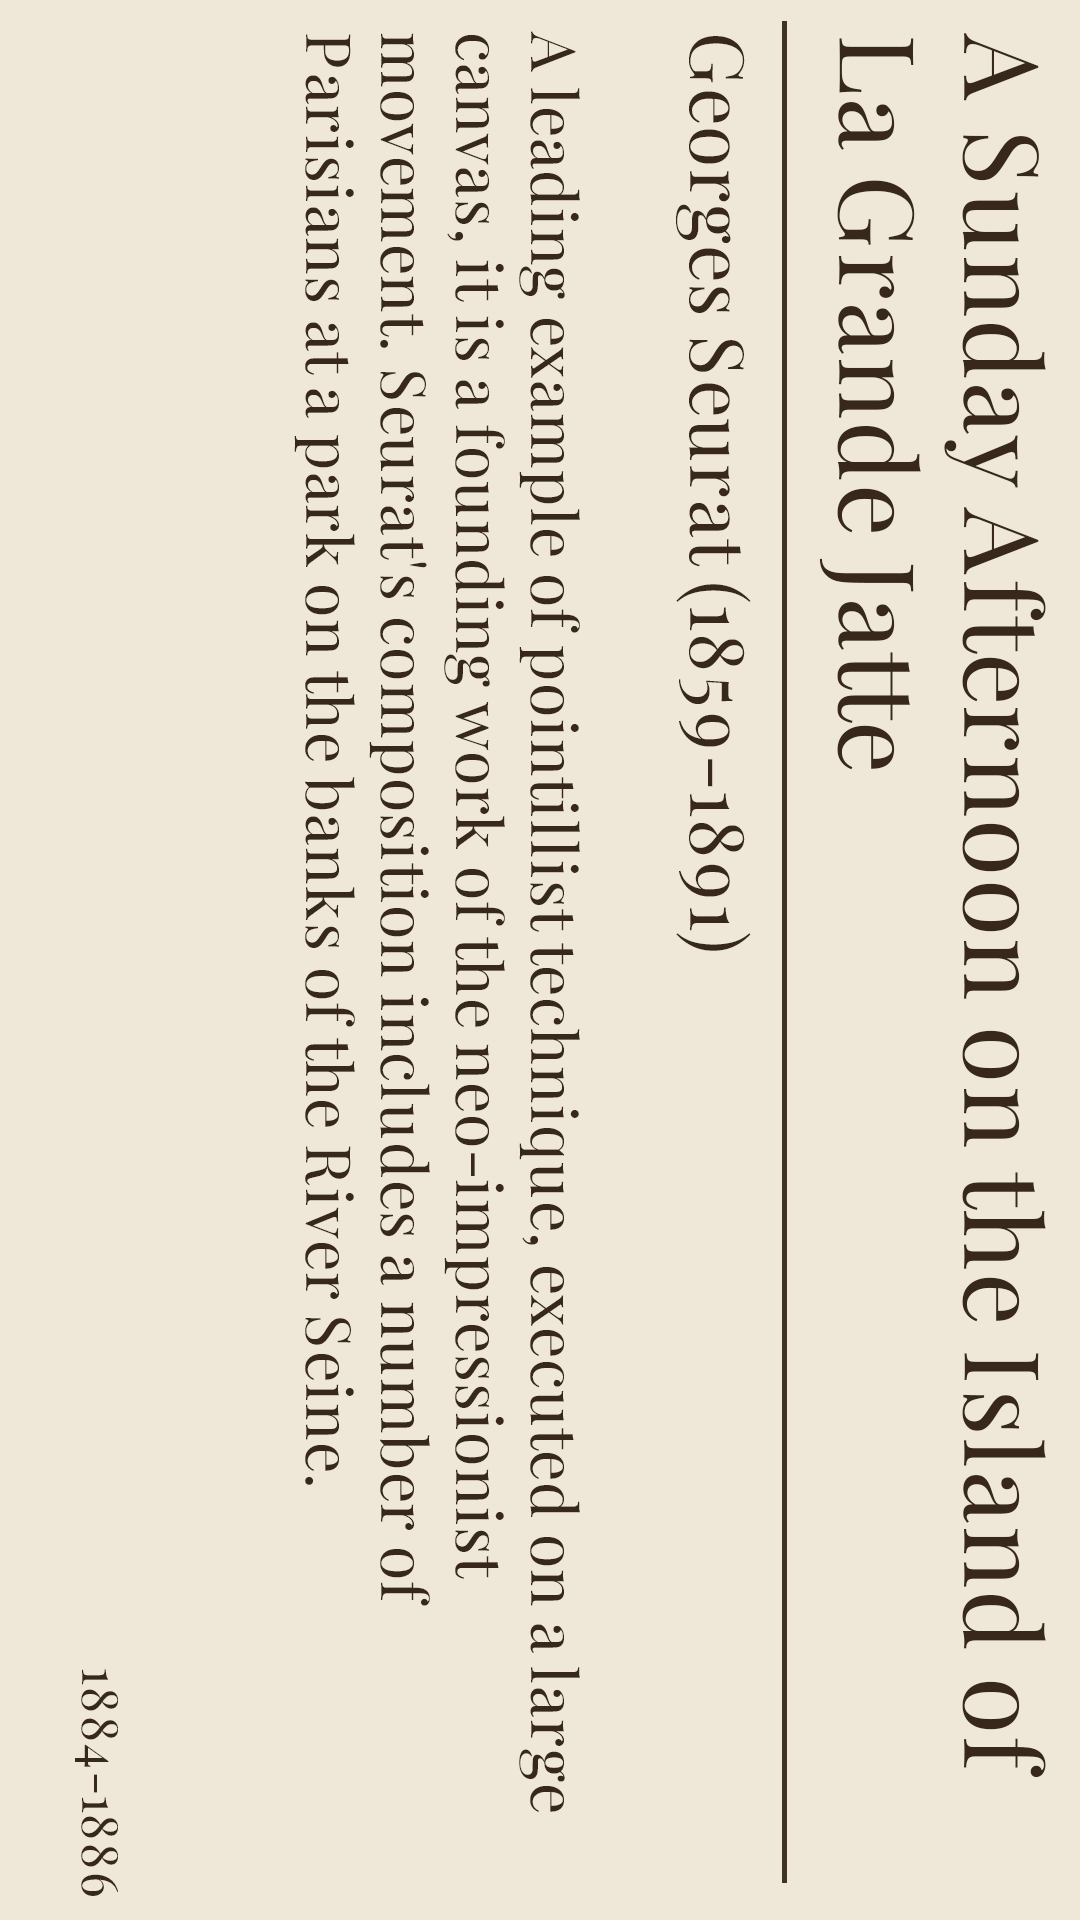 A Sunday Afternoon on the Island of
La Grande Jatte
Georges Seurat (1859-1891)
A leading example of pointillist technique, executed on a large
canvas, it is a founding work of the neo-impressionist
movement. Seurat's composition includes a number of
Parisians at a park on the banks of the River Seine.
1884-1886